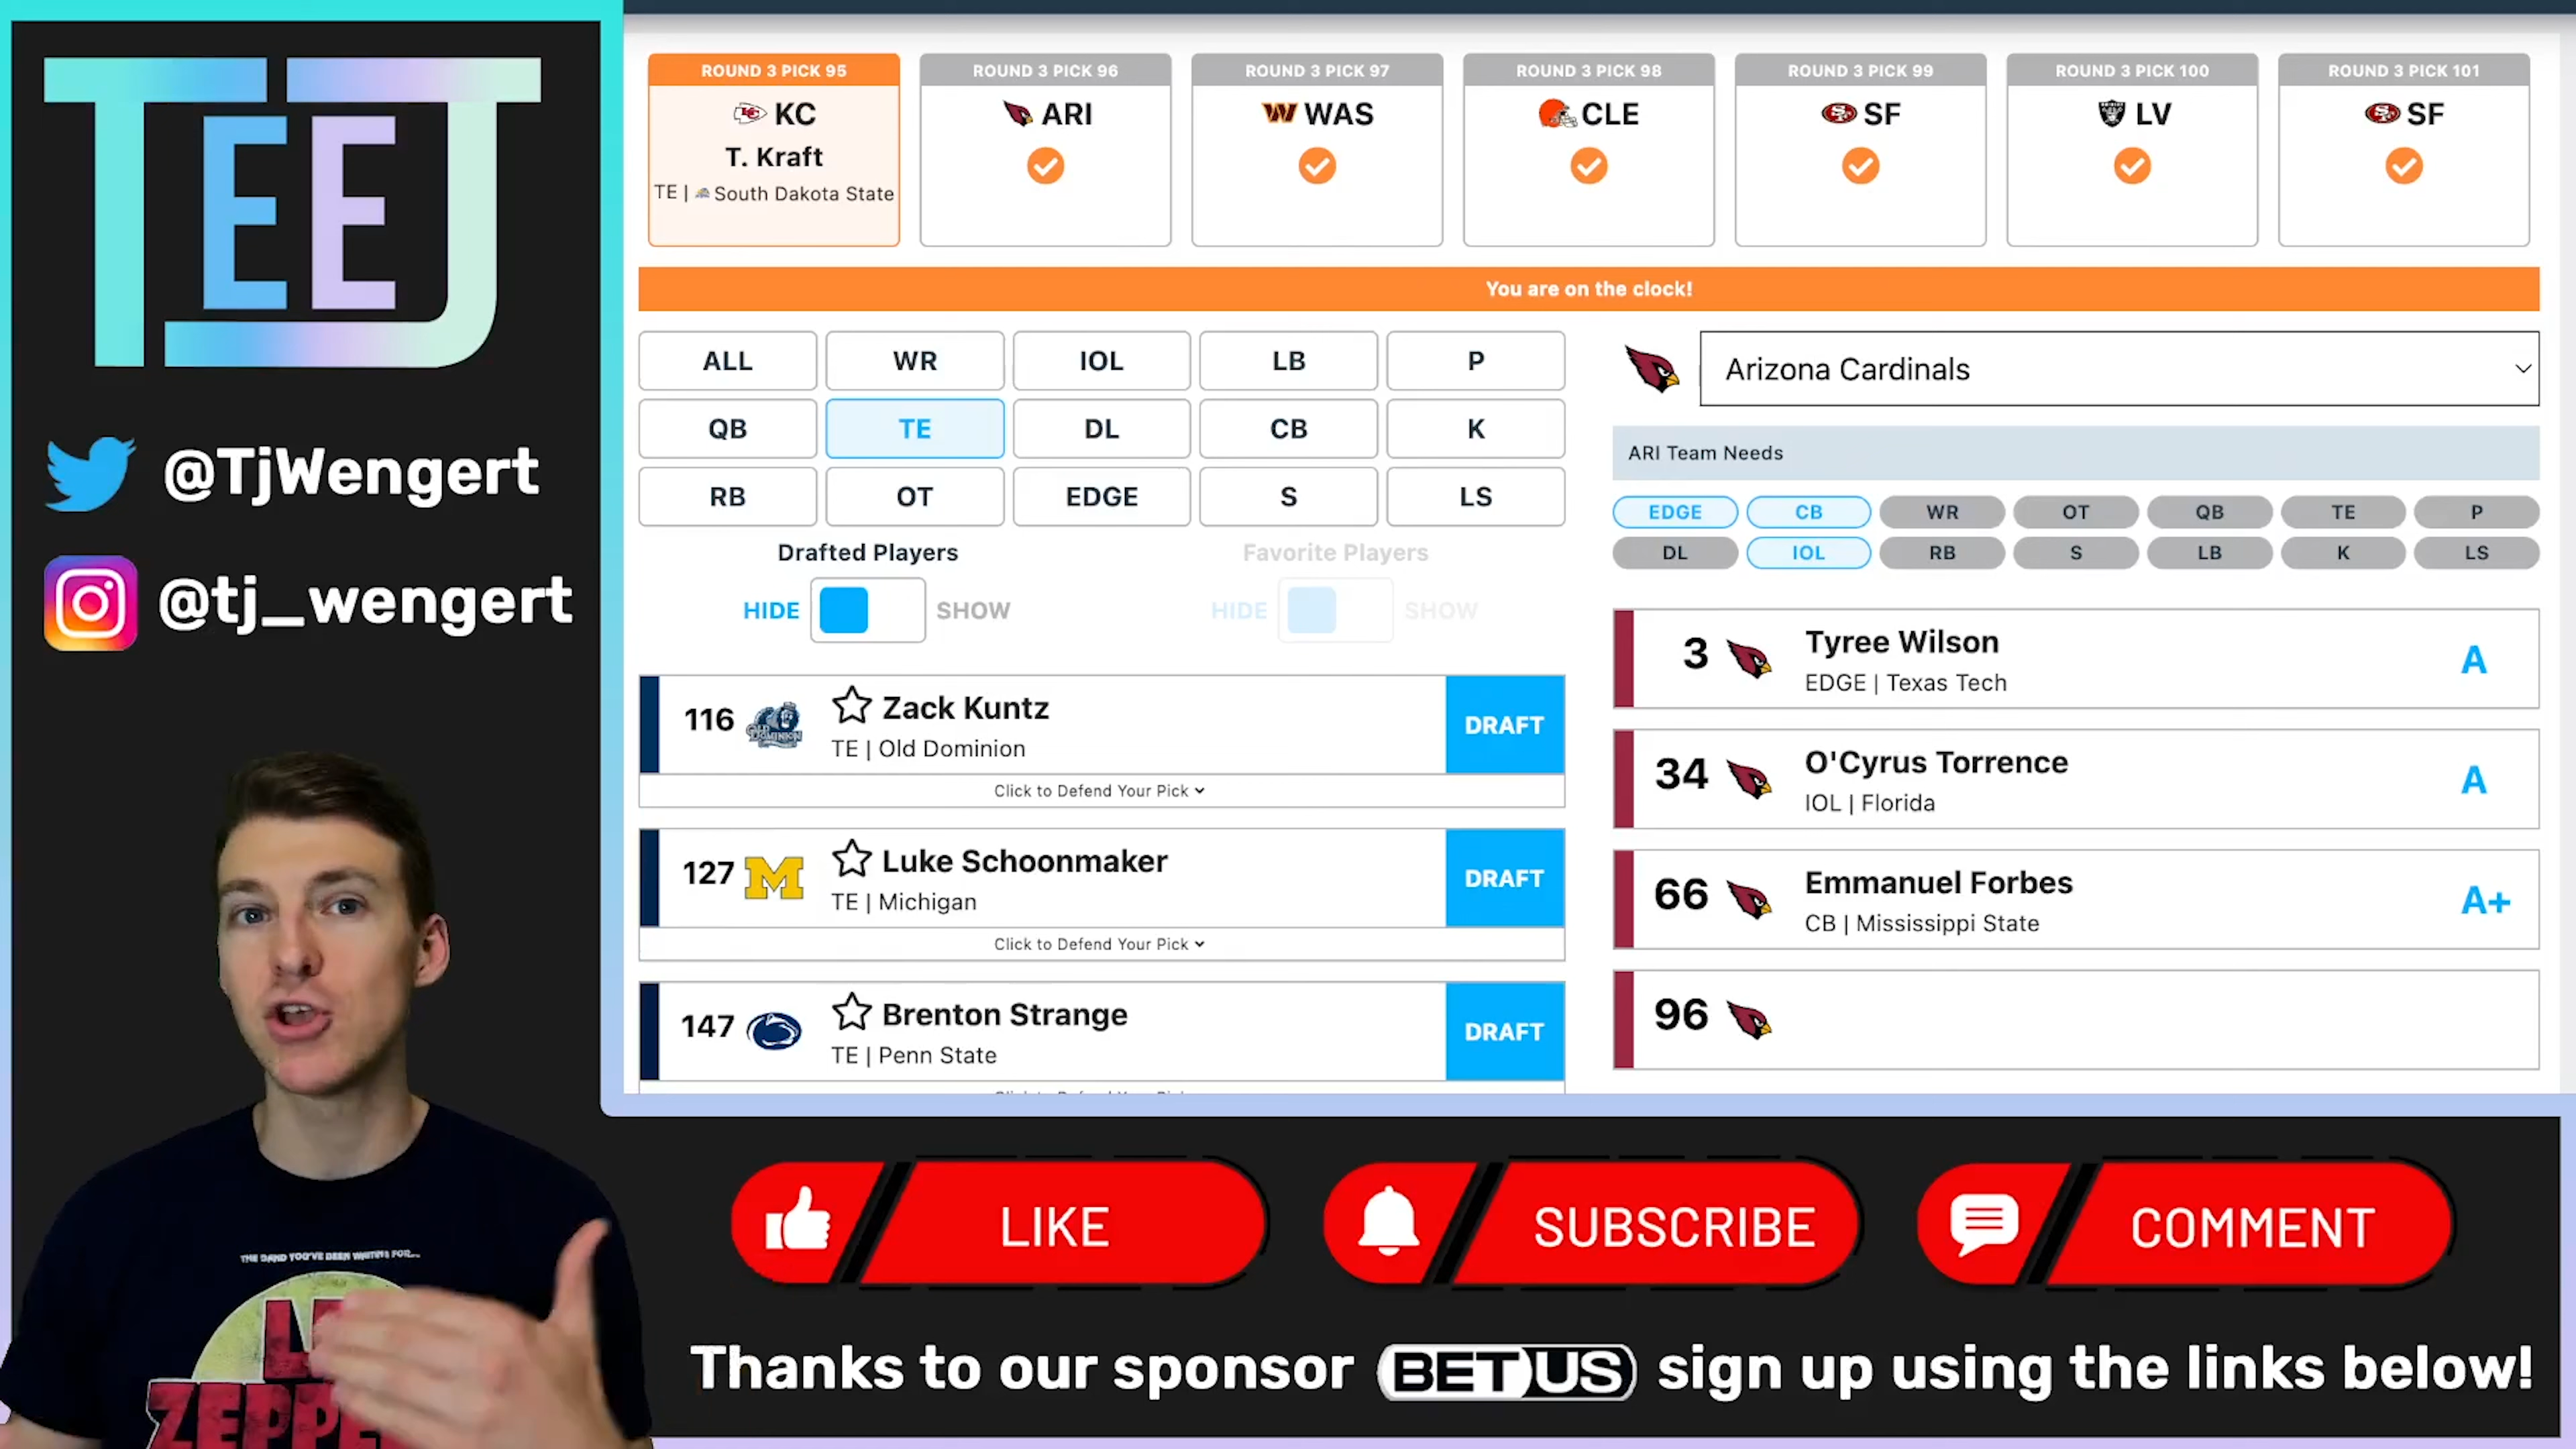 TEEJ
@TjWengert
@tj_wengert
THE BAND YOU'VE BEEN WAITING FOR...
ROUND 3 PICK 95
KC
T. Kraft
TE | South Dakota State
ROUND 3 PICK 96
ARI
ROUND 3 PICK 97
WAS
ROUND 3 PICK 98
CLE
ROUND 3 PICK 99
SF
ROUND 3 PICK 100
LV
ROUND 3 PICK 101
SF
You are on the clock!
ALL WR IOL LB P
QB TE DL CB K
RB OT EDGE S LS
Drafted Players
HIDE SHOW
Favorite Players
HIDE SHOW
116 Zack Kuntz
TE | Old Dominion
DRAFT
Click to Defend Your Pick
127 Luke Schoonmaker
TE | Michigan
DRAFT
Click to Defend Your Pick
147 Brenton Strange
TE | Penn State
DRAFT
Arizona Cardinals
ARI Team Needs
EDGE CB WR OT QB TE P
DL IOL RB S LB K LS
3 Tyree Wilson A
EDGE | Texas Tech
34 O'Cyrus Torrence A
IOL | Florida
66 Emmanuel Forbes A+
CB | Mississippi State
96
LIKE
SUBSCRIBE
COMMENT
Thanks to our sponsor BETUS sign up using the links below!